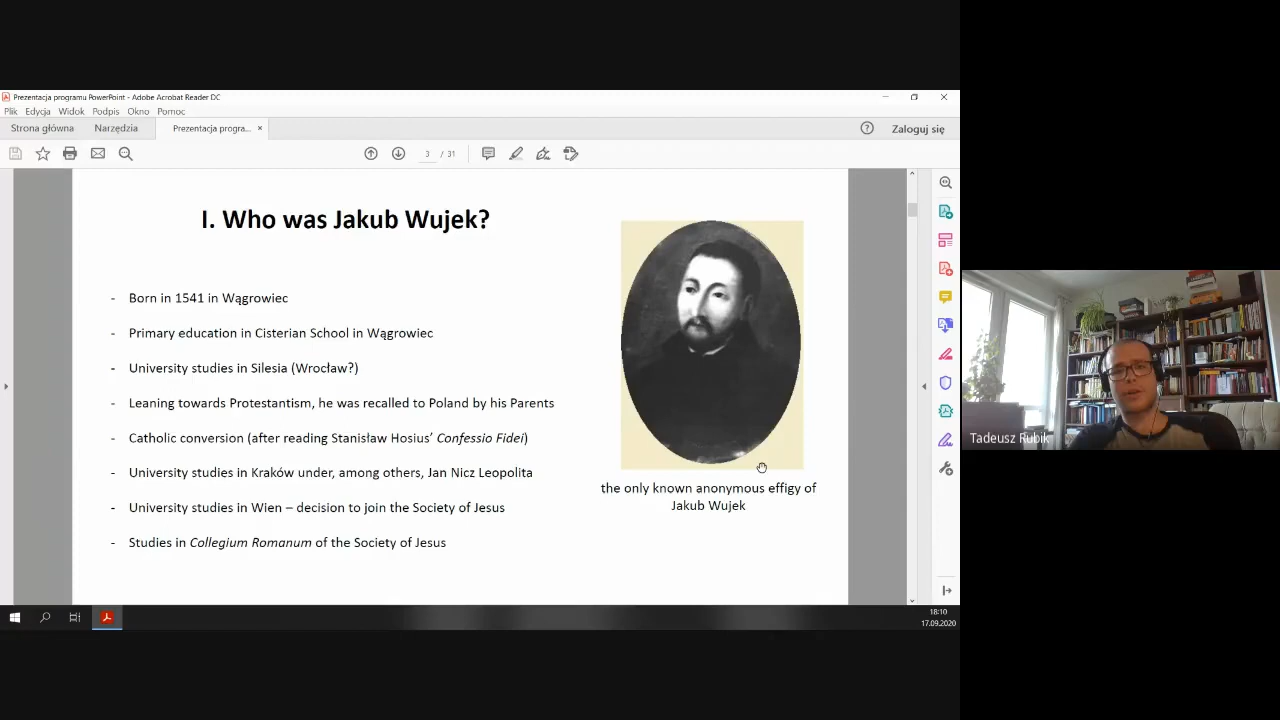 Prezentacja programu PowerPoint - Adobe Acrobat Reader DC
Plik Edycja Widok Podpis Okno Pomoc
Strona główna Narzędzia Prezentacja progra... × Zaloguj się
3 / 31
I. Who was Jakub Wujek?
- Born in 1541 in Wągrowiec
- Primary education in Cisterian School in Wągrowiec
- University studies in Silesia (Wrocław?)
- Leaning towards Protestantism, he was recalled to Poland by his Parents
- Catholic conversion (after reading Stanisław Hosius’ Confessio Fidei)
- University studies in Kraków under, among others, Jan Nicz Leopolita
- University studies in Wien – decision to join the Society of Jesus
- Studies in Collegium Romanum of the Society of Jesus
the only known anonymous effigy of
Jakub Wujek
Tadeusz Rubik
18:10
17.09.2020